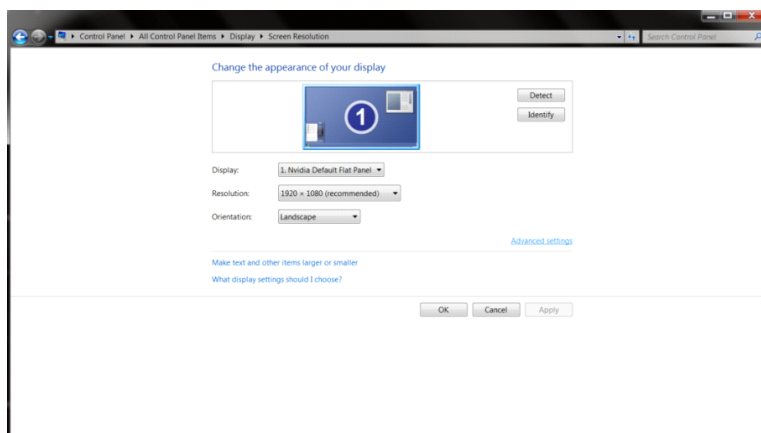 Control Panel ▸ All Control Panel Items ▸ Display ▸ Screen Resolution Search Control Panel
Change the appearance of your display
1
Detect
Identify
Display: 1. Nvidia Default Flat Panel
Resolution: 1920 × 1080 (recommended)
Orientation: Landscape
Advanced settings
Make text and other items larger or smaller
What display settings should I choose?
OK Cancel Apply